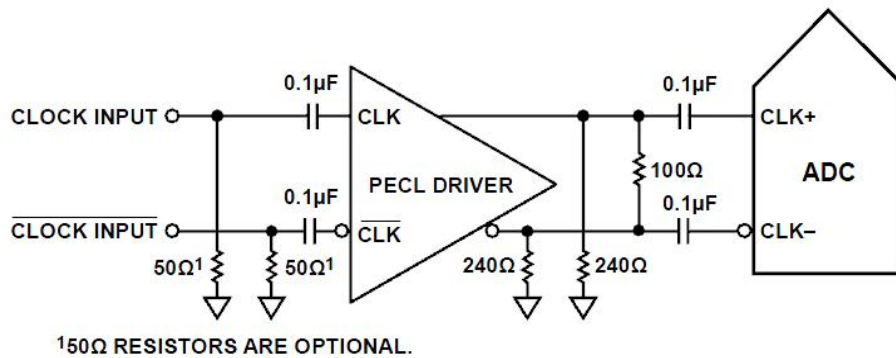 0.1µF
0.1µF
CLOCK INPUT
CLK
CLK+
PECL DRIVER
100Ω
ADC
0.1µF
0.1µF
CLOCK INPUT
CLK
CLK–
50Ω¹
50Ω¹
240Ω
240Ω
¹50Ω RESISTORS ARE OPTIONAL.